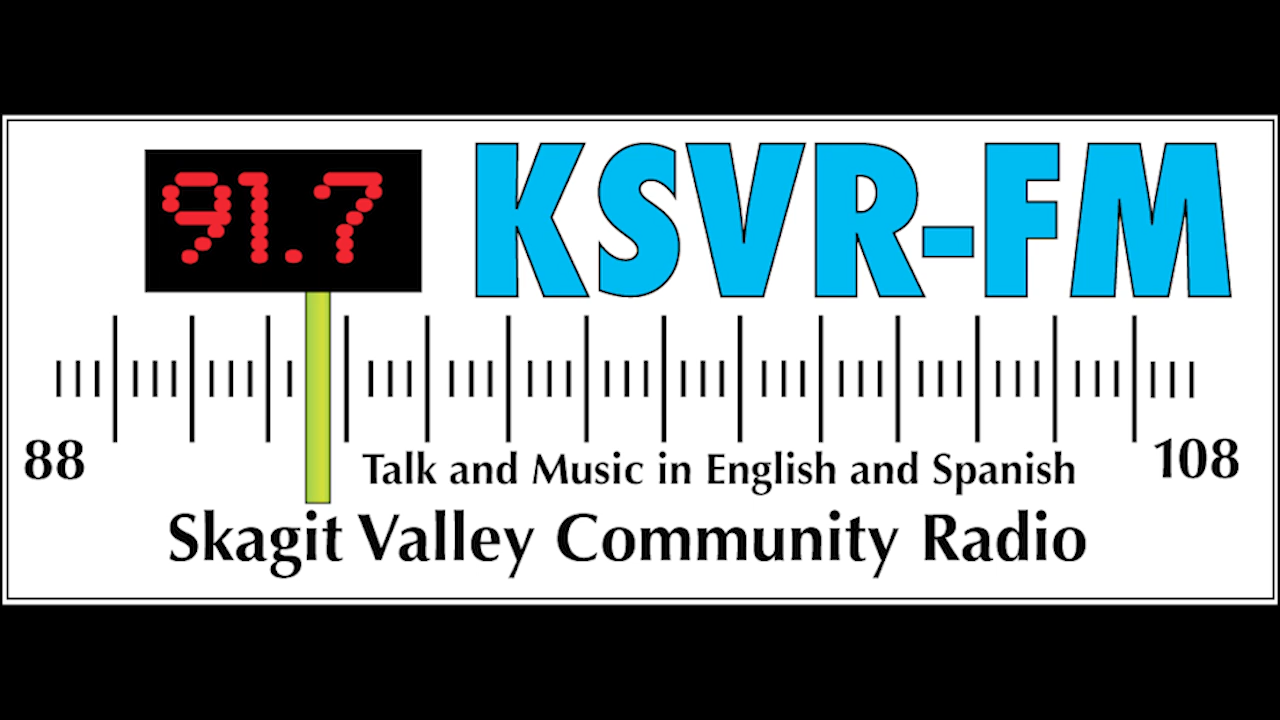 91.7 KSVR-FM
88 108
Talk and Music in English and Spanish
Skagit Valley Community Radio